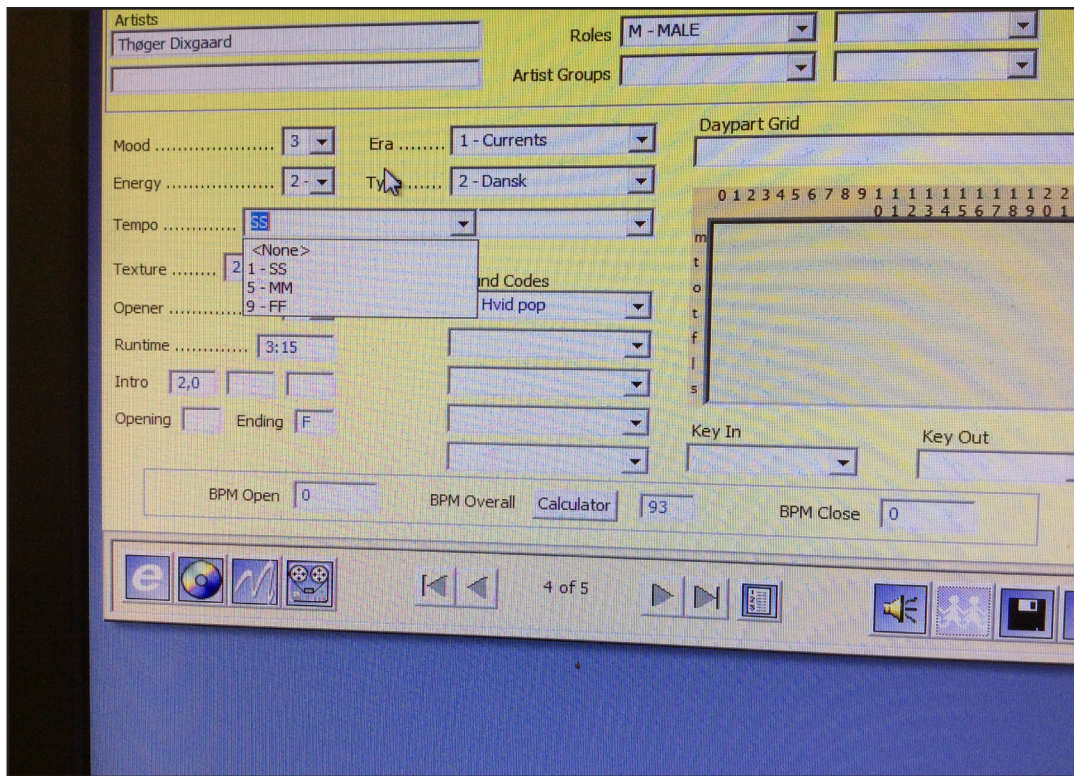 Artists
Thøger Dixgaard
Roles M - MALE
Artist Groups
Mood ...................... 3
Era ........ 1 - Currents
Daypart Grid
Energy ..................... 2 -
Ty ...... 2 - Dansk
0 1 2 3 4 5 6 7 8 9 1 1 1 1 1 1 1 1 1 1 2 2
0 1 2 3 4 5 6 7 8 9 0 1
Tempo .............. SS
<None>
1 - SS
5 - MM
9 - FF
m
t
o
t
f
l
s
Texture ........ 2
nd Codes
Opener ..............
Hvid pop
Runtime ............. 3:15
Intro 2,0
Opening
Ending F
Key In
Key Out
BPM Open 0
BPM Overall Calculator 93
BPM Close 0
e
4 of 5
1
2
3